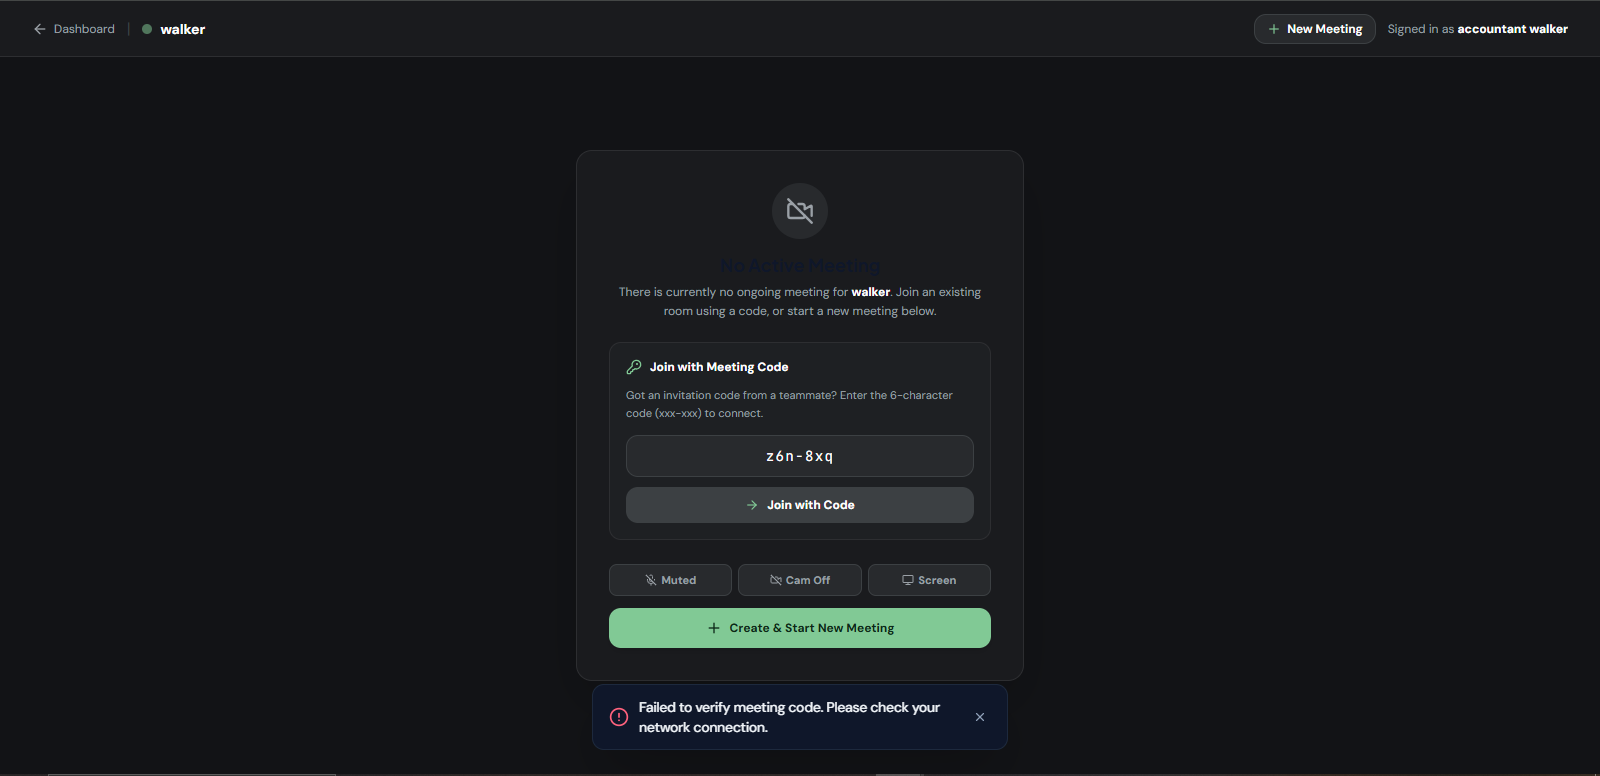 Dashboard
walker
New Meeting
Signed in as accountant walker
No Active Meeting
There is currently no ongoing meeting for walker. Join an existing
room using a code, or start a new meeting below.
Join with Meeting Code
Got an invitation code from a teammate? Enter the 6-character
code (xxx-xxx) to connect.
z6n-8xq
Join with Code
Muted
Cam Off
Screen
Create & Start New Meeting
Failed to verify meeting code. Please check your
network connection.